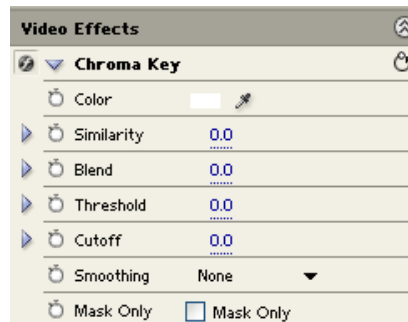 Video Effects
Chroma Key
Color
Similarity 0.0
Blend 0.0
Threshold 0.0
Cutoff 0.0
Smoothing None
Mask Only Mask Only